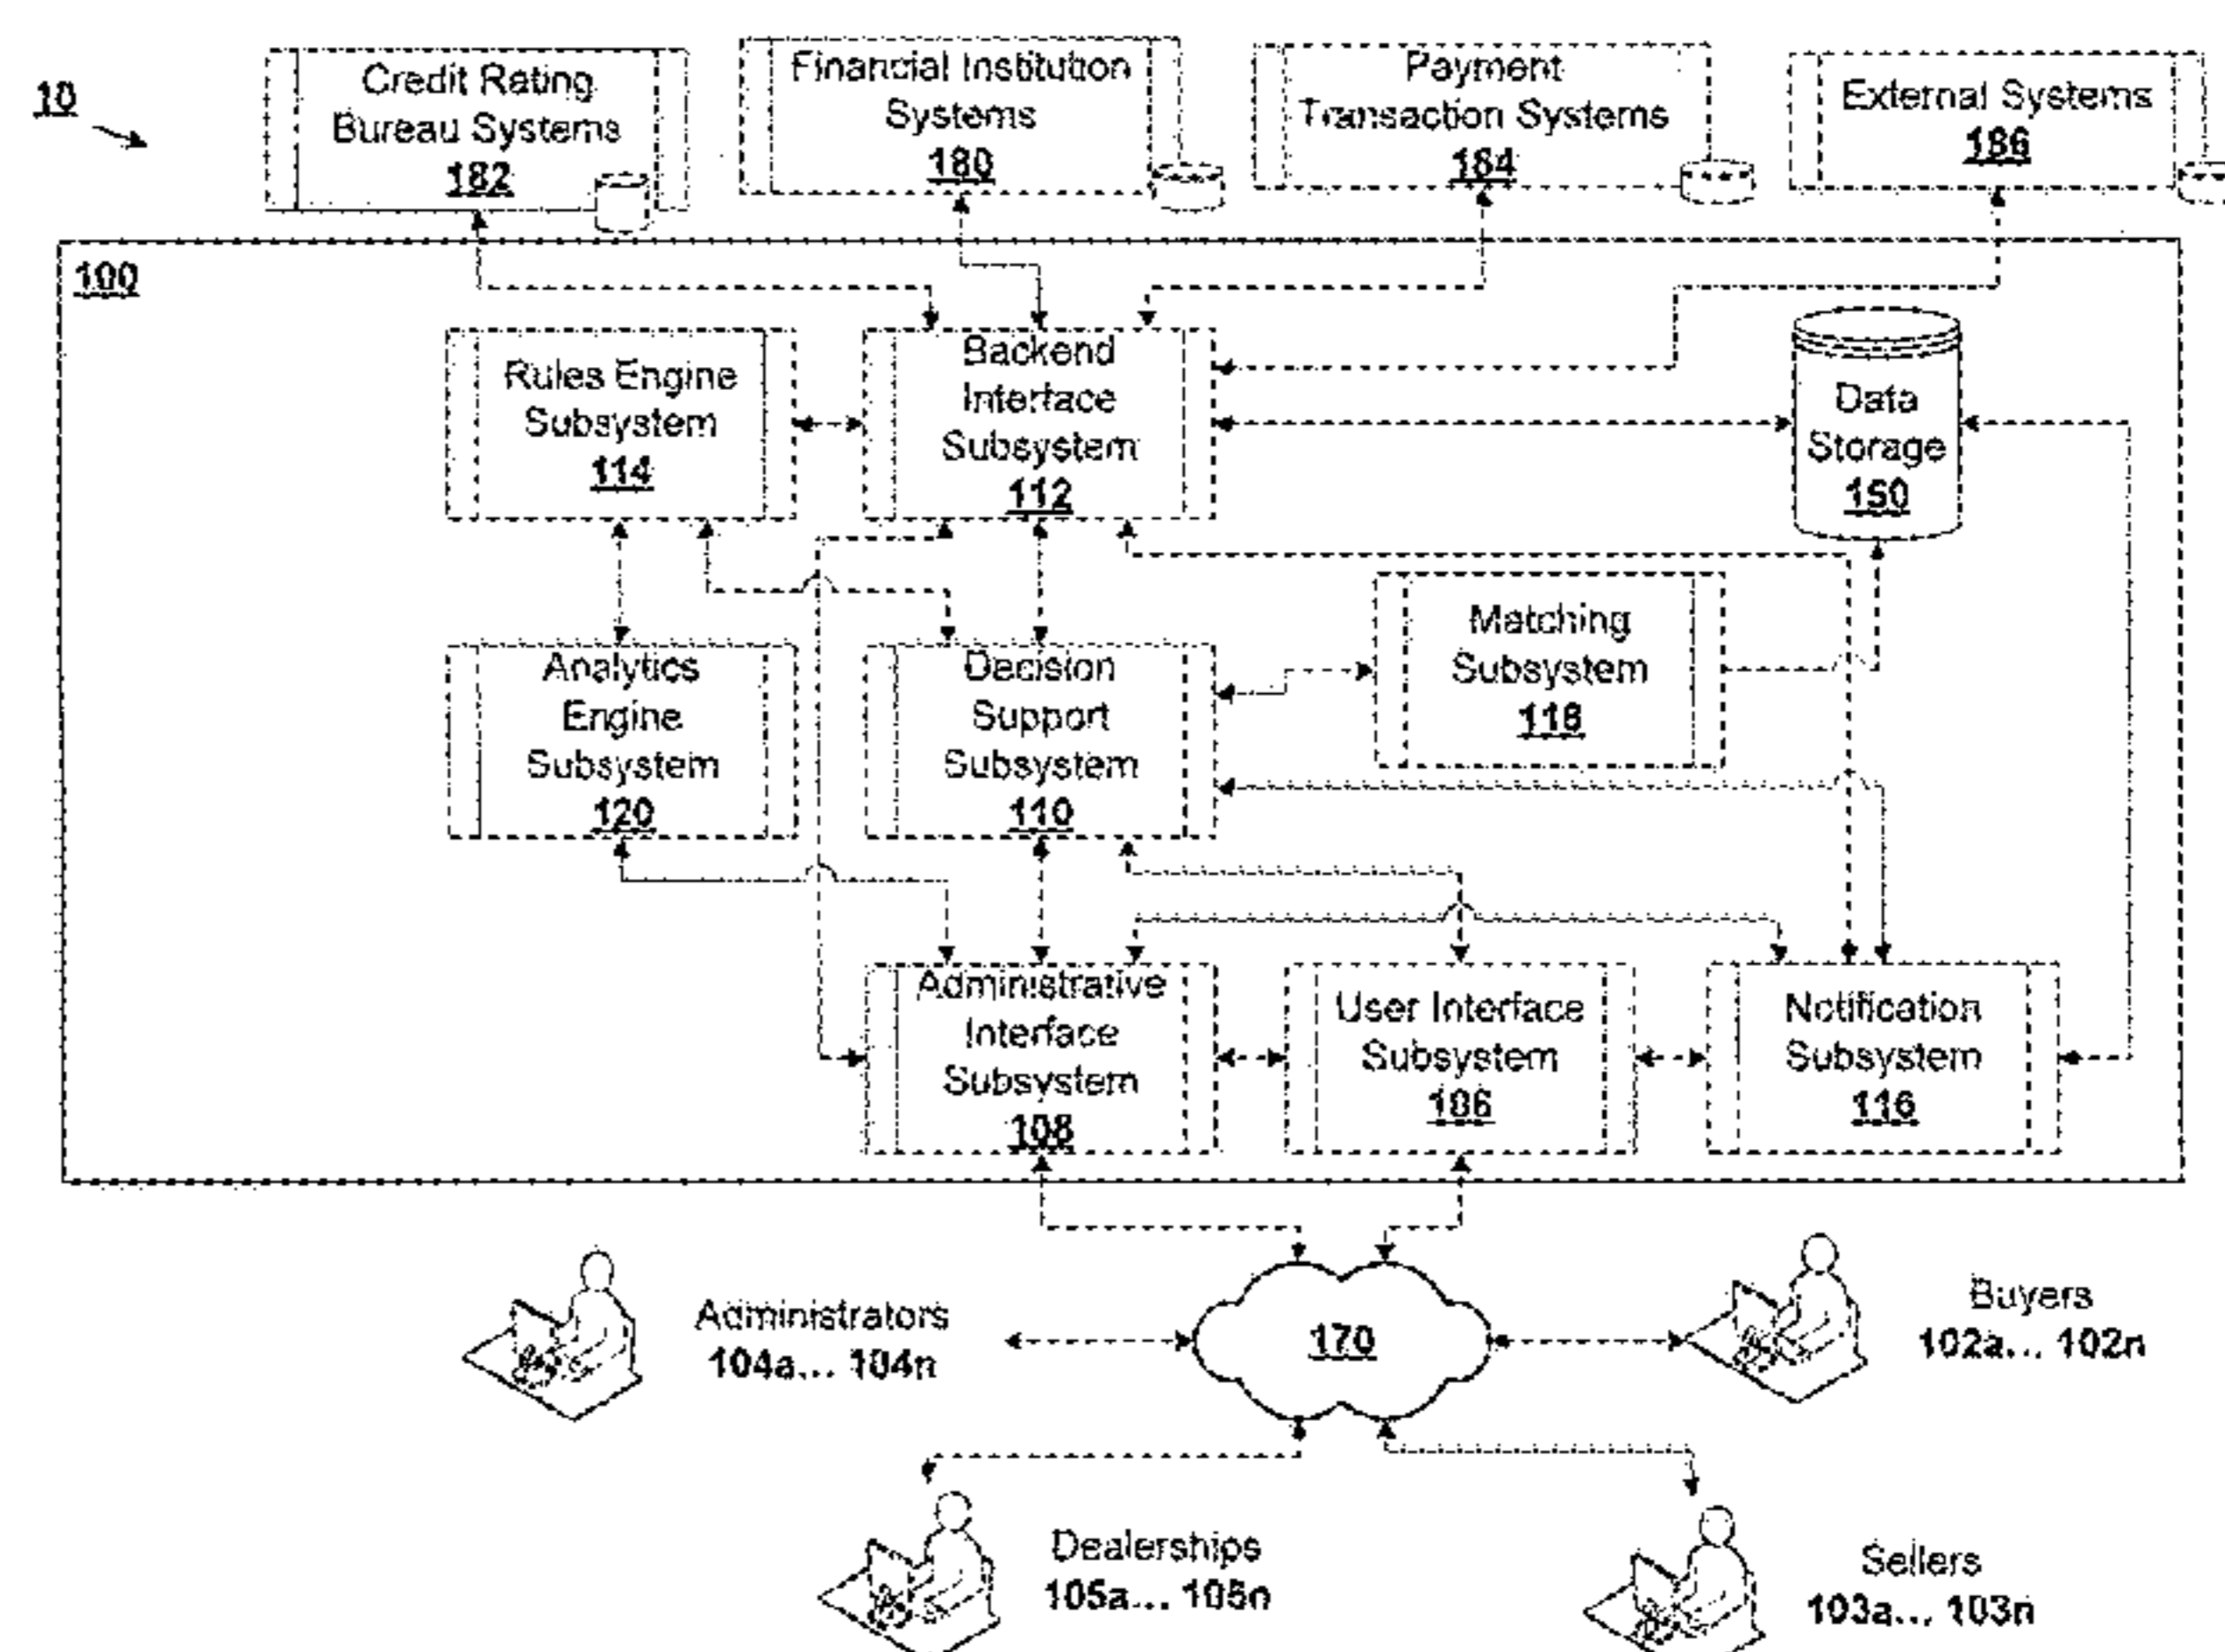 10
Credit Rating
Bureau Systems
182
Financial Institution
Systems
180
Payment
Transaction Systems
184
External Systems
186
100
Rules Engine
Subsystem
114
Backend
Interface
Subsystem
112
Data
Storage
150
Matching
Subsystem
118
Analytics
Engine
Subsystem
120
Decision
Support
Subsystem
110
Administrative
Interface
Subsystem
108
User Interface
Subsystem
106
Notification
Subsystem
116
Administrators
104a... 104n
170
Buyers
102a... 102n
Dealerships
105a... 105n
Sellers
103a... 103n